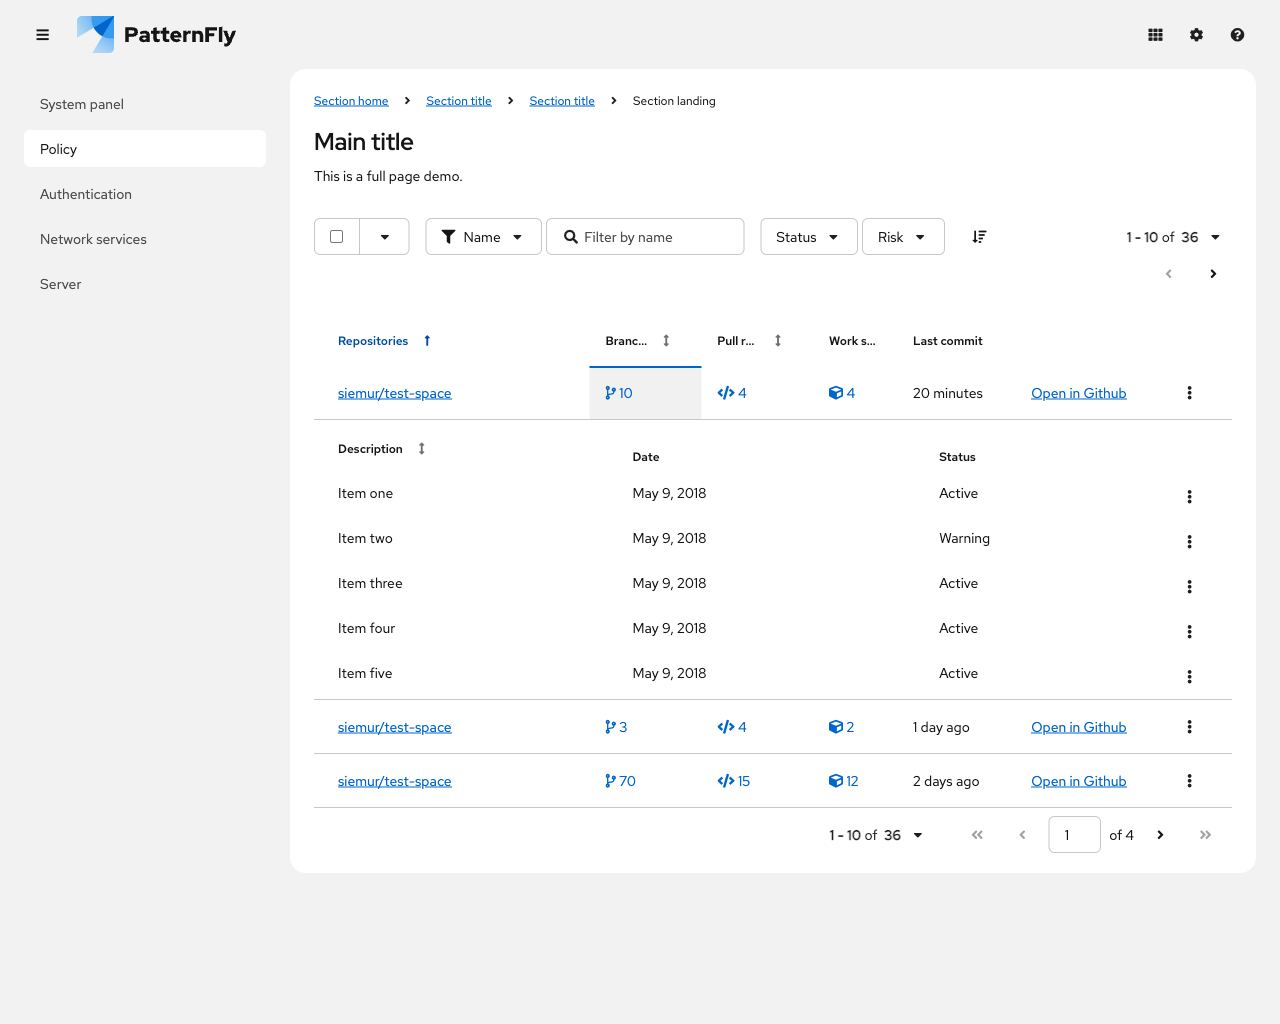 PatternFly
System panel
Policy
Authentication
Network services
Server
Section home Section title Section title Section landing
Main title
This is a full page demo.
Name Filter by name Status Risk 1 - 10 of 36
Repositories Branc... Pull r... Work s... Last commit
siemur/test-space 10 4 4 20 minutes Open in Github
Description Date Status
Item one May 9, 2018 Active
Item two May 9, 2018 Warning
Item three May 9, 2018 Active
Item four May 9, 2018 Active
Item five May 9, 2018 Active
siemur/test-space 3 4 2 1 day ago Open in Github
siemur/test-space 70 15 12 2 days ago Open in Github
1 - 10 of 36 1 of 4